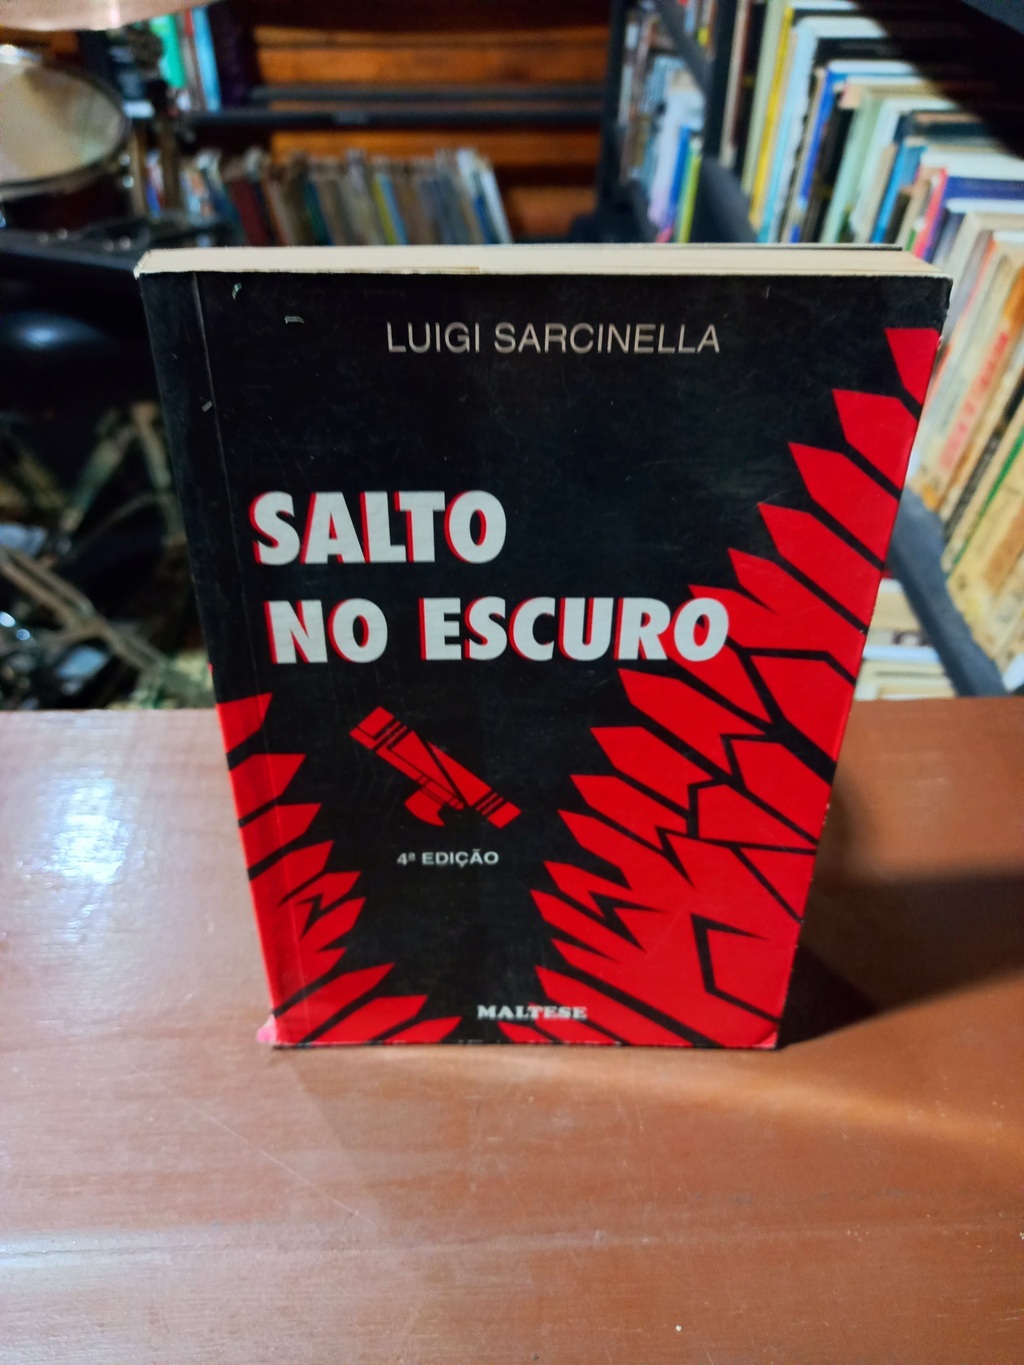 LUIGI SARCINELLA
SALTO
NO ESCURO
4ª EDIÇÃO
MALTESE